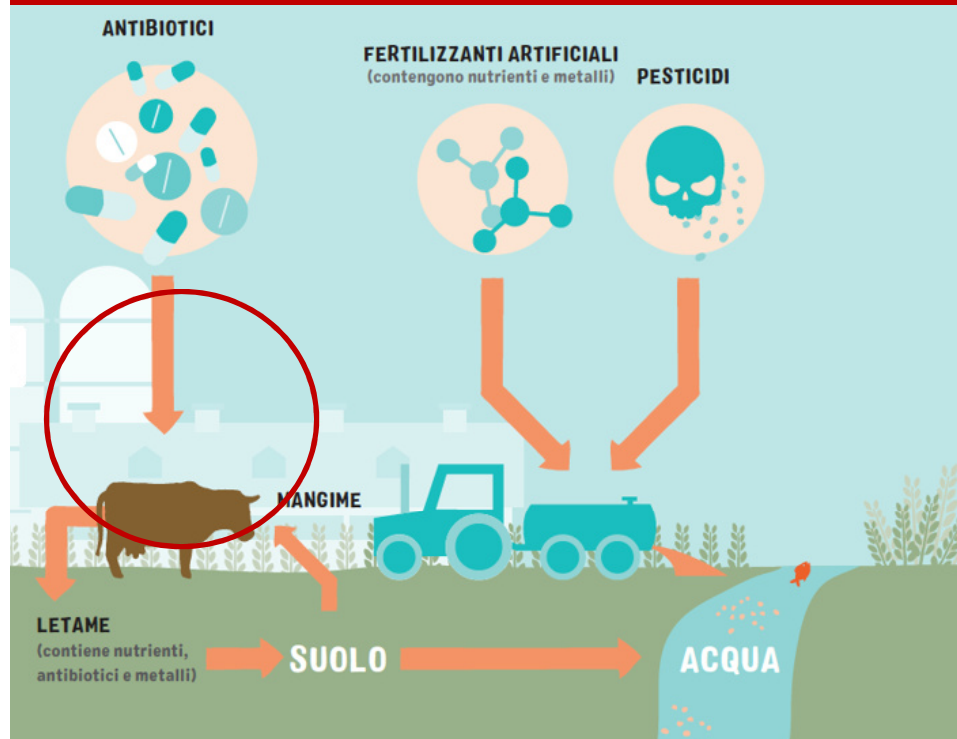 ANTIBIOTICI
FERTILIZZANTI ARTIFICIALI
(contengono nutrienti e metalli)
PESTICIDI
MANGIME
LETAME
(contiene nutrienti,
antibiotici e metalli)
SUOLO
ACQUA